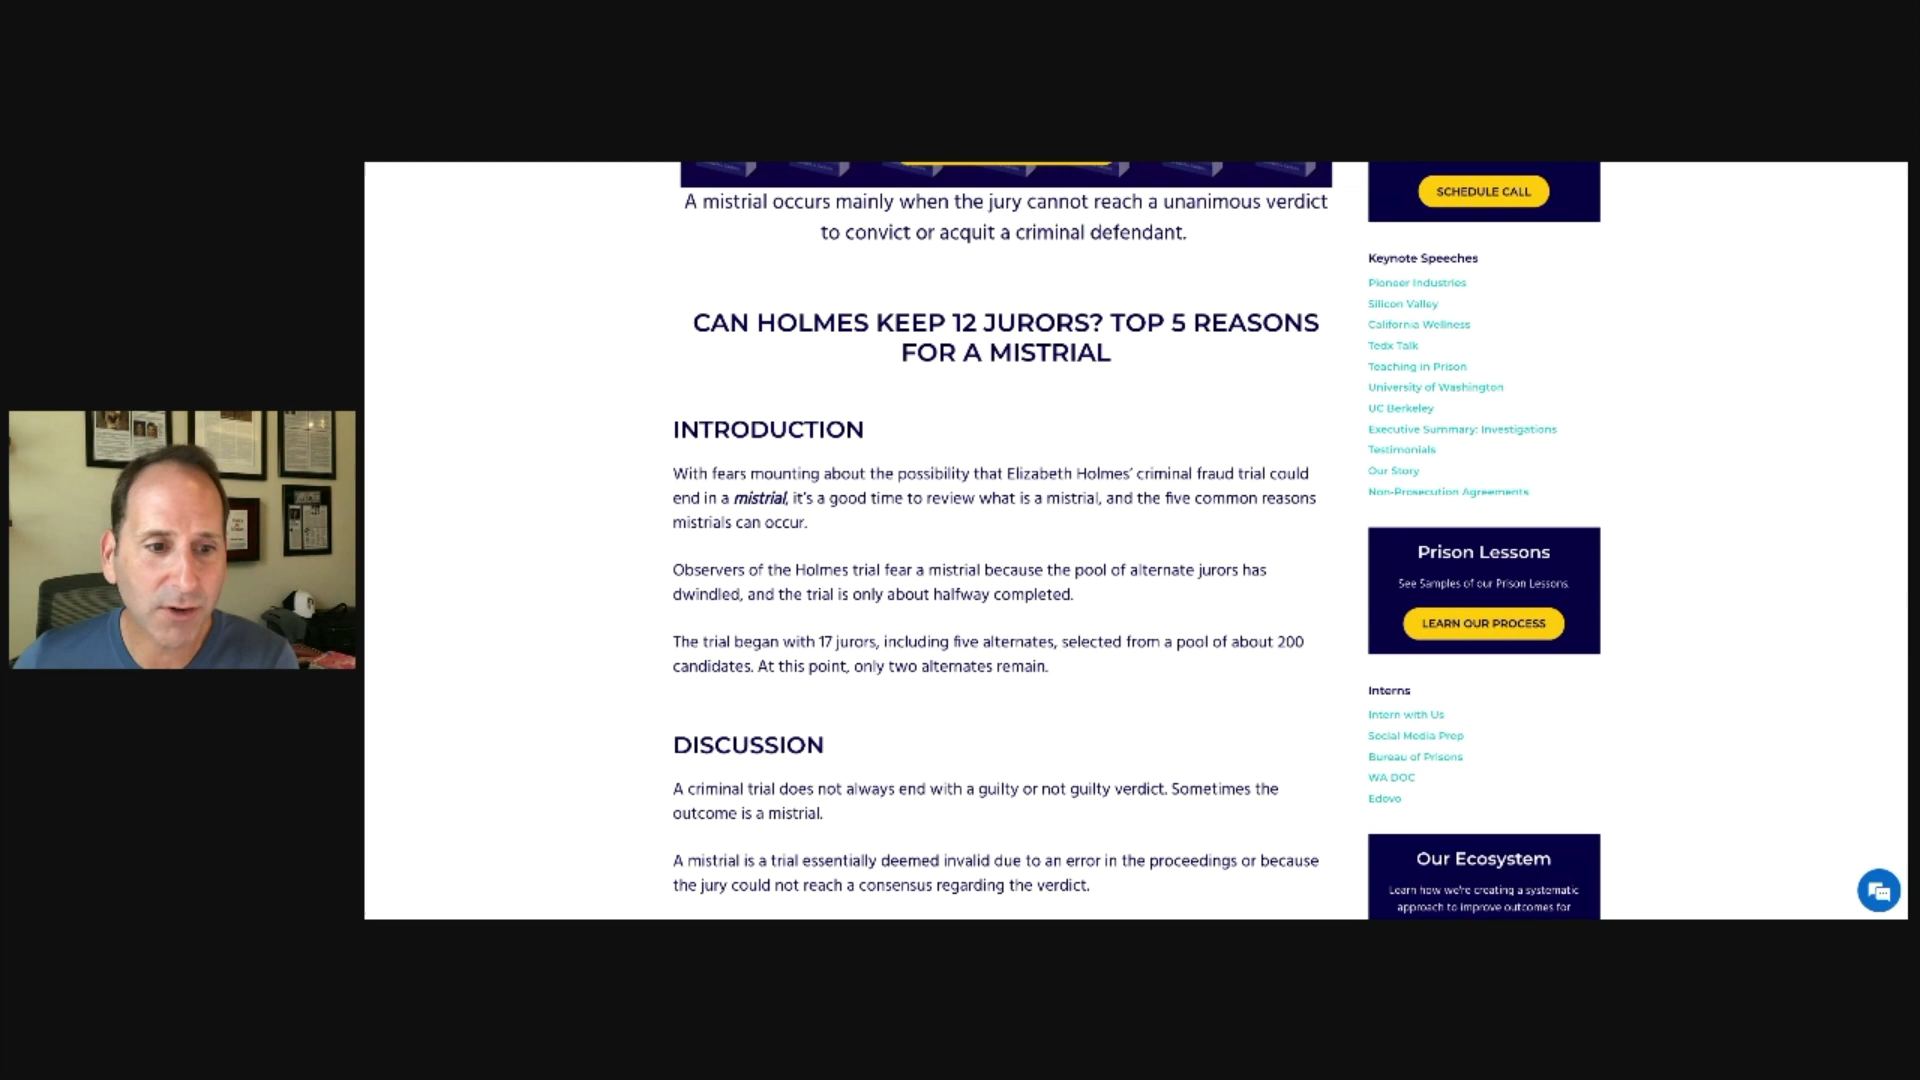 A mistrial occurs mainly when the jury cannot reach a unanimous verdict
to convict or acquit a criminal defendant.
CAN HOLMES KEEP 12 JURORS? TOP 5 REASONS
FOR A MISTRIAL
INTRODUCTION
With fears mounting about the possibility that Elizabeth Holmes' criminal fraud trial could
end in a mistrial, it's a good time to review what is a mistrial, and the five common reasons
mistrials can occur.
Observers of the Holmes trial fear a mistrial because the pool of alternate jurors has
dwindled, and the trial is only about halfway completed.
The trial began with 17 jurors, including five alternates, selected from a pool of about 200
candidates. At this point, only two alternates remain.
DISCUSSION
A criminal trial does not always end with a guilty or not guilty verdict. Sometimes the
outcome is a mistrial.
A mistrial is a trial essentially deemed invalid due to an error in the proceedings or because
the jury could not reach a consensus regarding the verdict.
SCHEDULE CALL
Keynote Speeches
Pioneer Industries
Silicon Valley
California Wellness
Tedx Talk
Teaching in Prison
University of Washington
UC Berkeley
Executive Summary: Investigations
Testimonials
Our Story
Non-Prosecution Agreements
Prison Lessons
See Samples of our Prison Lessons.
LEARN OUR PROCESS
Interns
Intern with Us
Social Media Prep
Bureau of Prisons
WA DOC
Edovo
Our Ecosystem
Learn how we're creating a systematic
approach to improve outcomes for